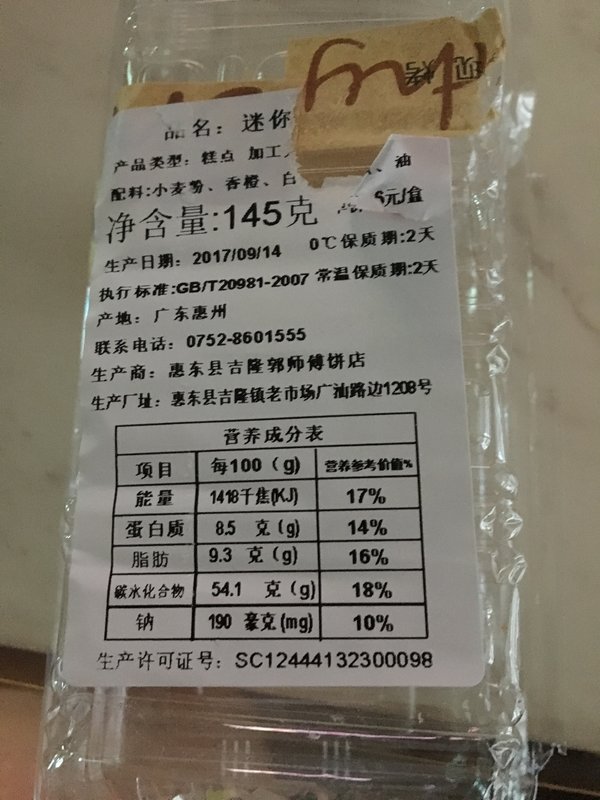 现烤
品名：迷你
产品类型：糕点 加工
配料:小麦粉、香橙、白 油
净含量:145克 6元/盒
生产日期：2017/09/14 0℃保质期:2天
执行标准:GB/T20981-2007 常温保质期:2天
产地：广东惠州
联系电话：0752-8601555
生产商：惠东县吉隆郭师傅饼店
生产厂址：惠东县吉隆镇老市场广汕路边1208号
营养成分表
项目 每100（g） 营养参考价值%
能量 1418千焦(KJ) 17%
蛋白质 8.5 克（g) 14%
脂肪 9.3 克（g) 16%
碳水化合物 54.1 克（g) 18%
钠 190 毫克(mg) 10%
生产许可证号：SC12444132300098